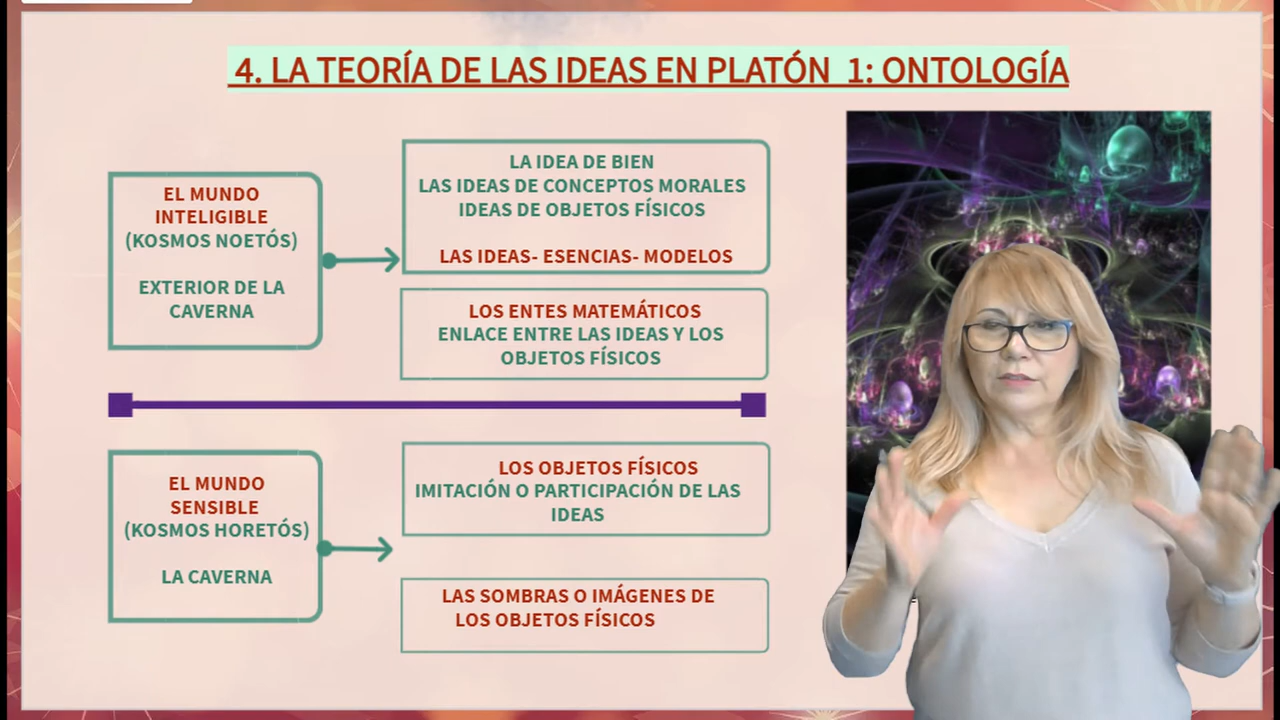 4. LA TEORÍA DE LAS IDEAS EN PLATÓN 1: ONTOLOGÍA
EL MUNDO
INTELIGIBLE
(KOSMOS NOETÓS)
EXTERIOR DE LA
CAVERNA
LA IDEA DE BIEN
LAS IDEAS DE CONCEPTOS MORALES
IDEAS DE OBJETOS FÍSICOS
LAS IDEAS- ESENCIAS- MODELOS
LOS ENTES MATEMÁTICOS
ENLACE ENTRE LAS IDEAS Y LOS
OBJETOS FÍSICOS
EL MUNDO
SENSIBLE
(KOSMOS HORETÓS)
LA CAVERNA
LOS OBJETOS FÍSICOS
IMITACIÓN O PARTICIPACIÓN DE LAS
IDEAS
LAS SOMBRAS O IMÁGENES DE
LOS OBJETOS FÍSICOS